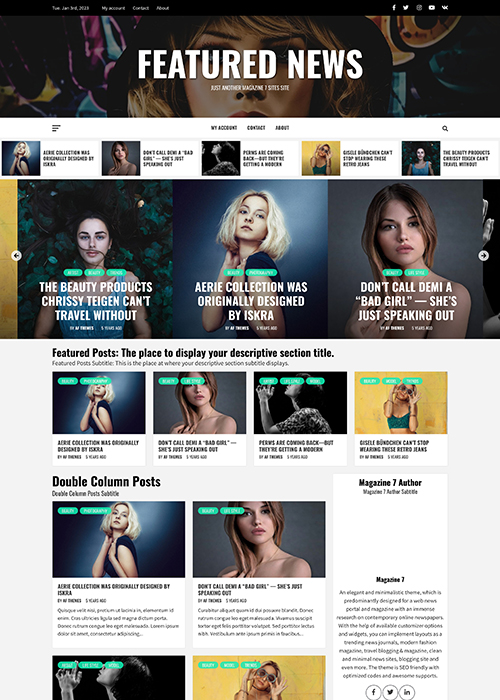 Tue. Jan 3rd, 2023 My account Contact About
FEATURED NEWS
JUST ANOTHER MAGAZINE 7 SITES SITE
MY ACCOUNT CONTACT ABOUT
AERIE COLLECTION WAS
ORIGINALLY DESIGNED BY
ISKRA
DON'T CALL DEMI A “BAD
GIRL” — SHE'S JUST
SPEAKING OUT
PERMS ARE COMING
BACK—BUT THEY'RE
GETTING A MODERN
GISELE BÜNDCHEN CAN'T
STOP WEARING THESE
RETRO JEANS
THE BEAUTY PRODUCTS
CHRISSY TEIGEN CAN'T
TRAVEL WITHOUT
BEAUTY
THE BEAUTY PRODUCTS
CHRISSY TEIGEN CAN'T
TRAVEL WITHOUT
BY AF THEMES 5 YEARS AGO
BEAUTY PHOTOGRAPHY
AERIE COLLECTION WAS
ORIGINALLY DESIGNED
BY ISKRA
BY AF THEMES 5 YEARS AGO
BEAUTY LIFE STYLE
DON'T CALL DEMI A
“BAD GIRL” — SHE'S
JUST SPEAKING OUT
BY AF THEMES 5 YEARS AGO
Featured Posts: The place to display your descriptive section title.
Featured Posts Subtitle: This is the place at where your descriptive section subtitle displays.
BEAUTY PHOTOGRAPHY
AERIE COLLECTION WAS ORIGINALLY
DESIGNED BY ISKRA
BY AF THEMES 5 YEARS AGO
BEAUTY LIFE STYLE
DON'T CALL DEMI A “BAD GIRL” —
SHE'S JUST SPEAKING OUT
BY AF THEMES 5 YEARS AGO
LIFE STYLE MODEL
PERMS ARE COMING BACK—BUT
THEY'RE GETTING A MODERN
BY AF THEMES 5 YEARS AGO
BEAUTY MODEL TRENDS
GISELE BÜNDCHEN CAN'T STOP
WEARING THESE RETRO JEANS
BY AF THEMES 5 YEARS AGO
Double Column Posts
Double Column Posts Subtitle
BEAUTY PHOTOGRAPHY
AERIE COLLECTION WAS ORIGINALLY DESIGNED BY
ISKRA
BY AF THEMES 5 YEARS AGO
Quisque velit nisi, pretium ut lacinia in, elementum id
enim. Cras ultricies ligula sed magna dictum porta.
Donec rutrum congue leo eget malesuada. Lorem ipsum
dolor sit amet, consectetur adipiscing...
BEAUTY LIFE STYLE
DON'T CALL DEMI A “BAD GIRL” — SHE'S JUST
SPEAKING OUT
BY AF THEMES 5 YEARS AGO
Curabitur aliquet quam id dui posuere blandit. Donec
rutrum congue leo eget malesuada. Vivamus suscipit
tortor eget felis porttitor volutpat. Sed porttitor lectus
nibh. Vestibulum ante ipsum primis in faucibus...
LIFE STYLE MODEL
BEAUTY MODEL TRENDS
Magazine 7 Author
Magazine 7 Author Subtitle
Magazine 7
An elegant and minimalistic theme, which is
predominantly designed for a web-news
portal and magazine with an immense
research on contemporary online newspapers.
With the help of available customizer options
and widgets, you can implement layouts as a
trending news journals, modern fashion
magazine, travel blogging & magazine, clean
and minimal news sites, blogging site and
even more. The theme is SEO friendly with
optimized codes and awesome supports.